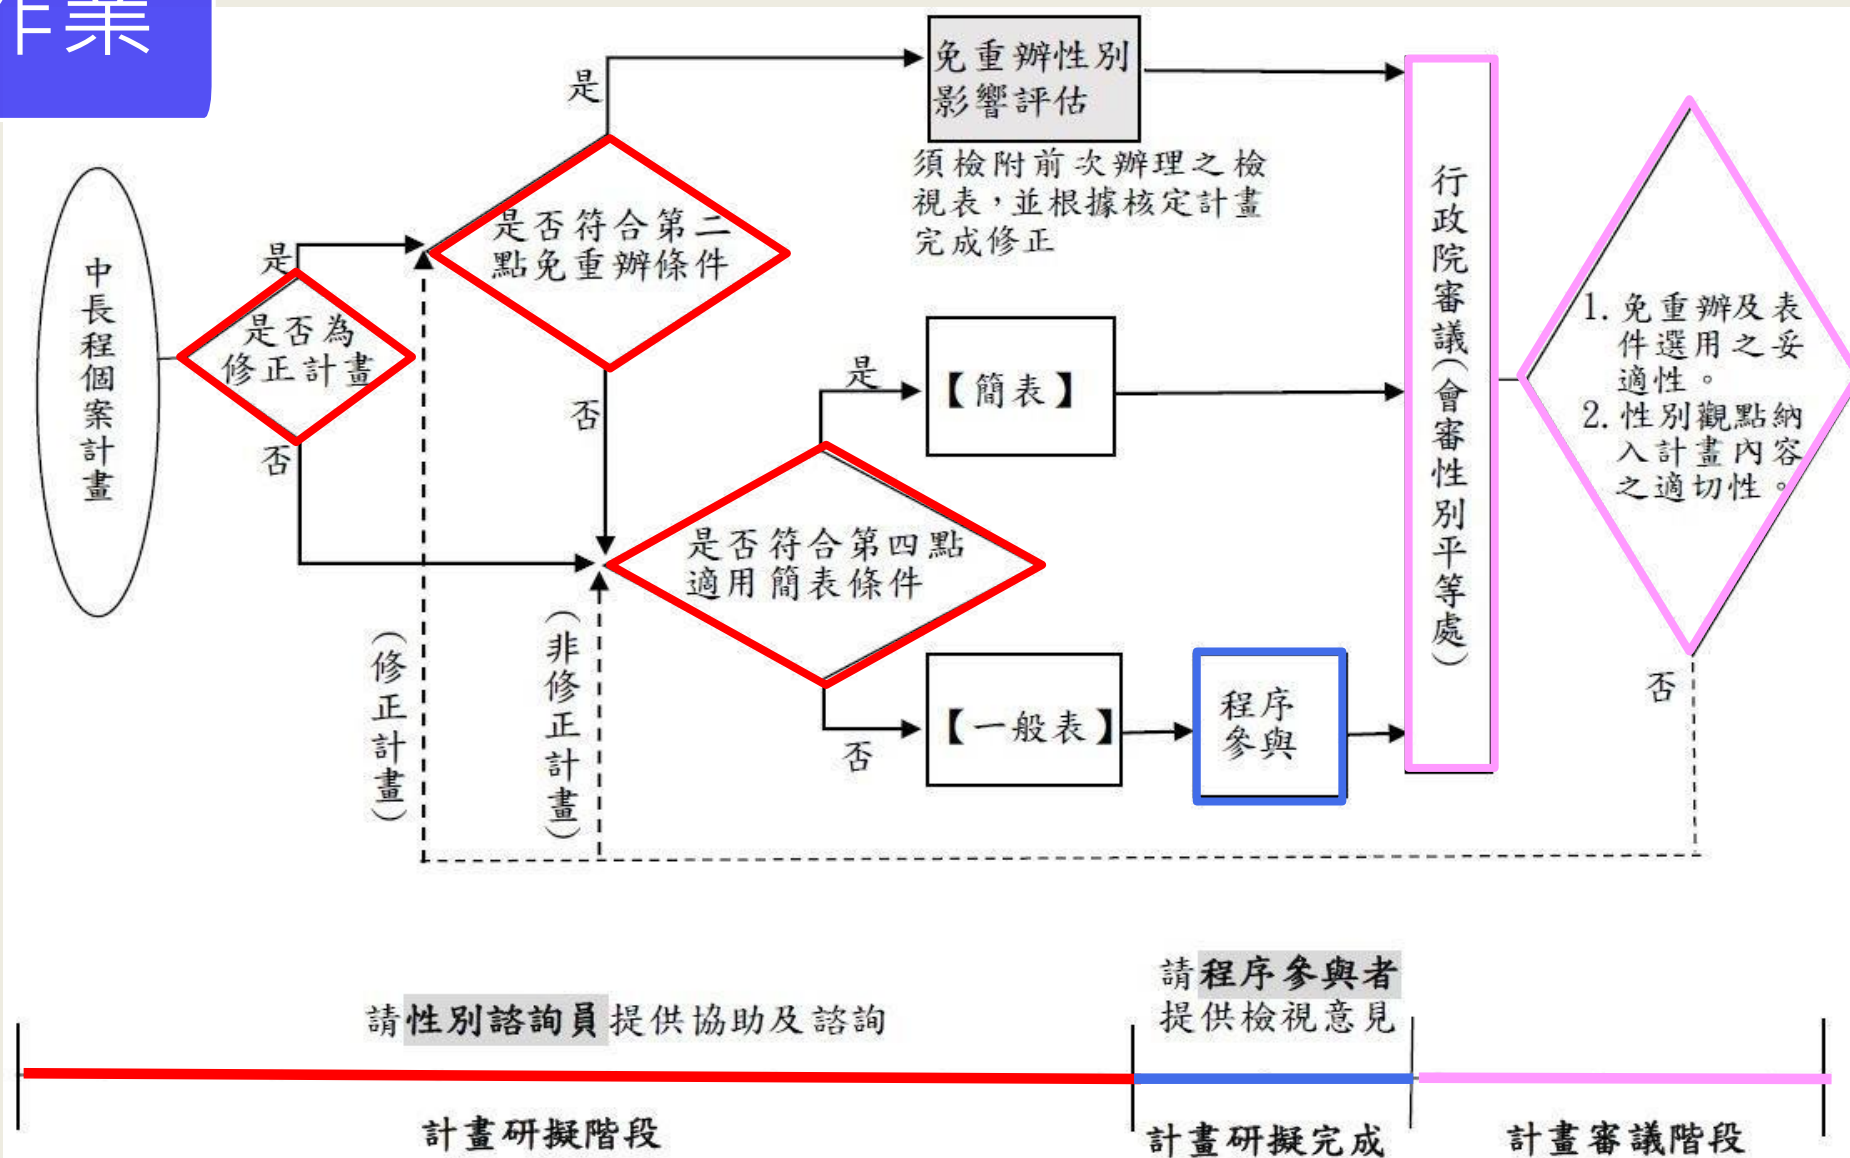 作業
中長程個案計畫
是否為
修正計畫
是
否
是否符合第二
點免重辦條件
是
否
免重辦性別
影響評估
須檢附前次辦理之檢
視表，並根據核定計畫
完成修正
是否符合第四點
適用簡表條件
是
否
【簡表】
【一般表】
程序
參與
行政院審議(會審性別平等處)
1. 免重辦及表
件選用之妥
適性。
2. 性別觀點納
入計畫內容
之適切性。
否
(修正計畫)
(非修正計畫)
請性別諮詢員提供協助及諮詢
請程序參與者
提供檢視意見
計畫研擬階段
計畫研擬完成
計畫審議階段